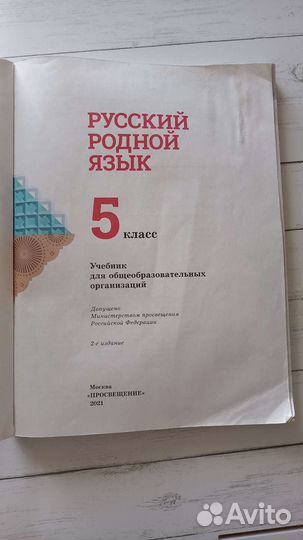 РУССКИЙ
РОДНОЙ
ЯЗЫК
5 класс
Учебник
для общеобразовательных
организаций
Допущено
Министерством просвещения
Российской Федерации
2-е издание
Москва
«ПРОСВЕЩЕНИЕ»
2021
Avito